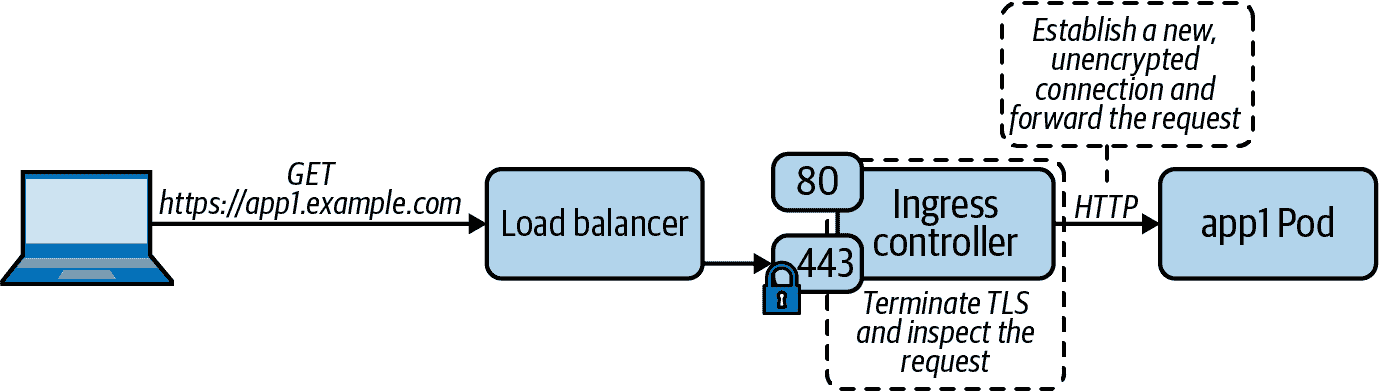 GET
https://app1.example.com
Load balancer
80
443
Ingress
controller
Terminate TLS
and inspect the
request
Establish a new,
unencrypted
connection and
forward the request
HTTP
app1 Pod